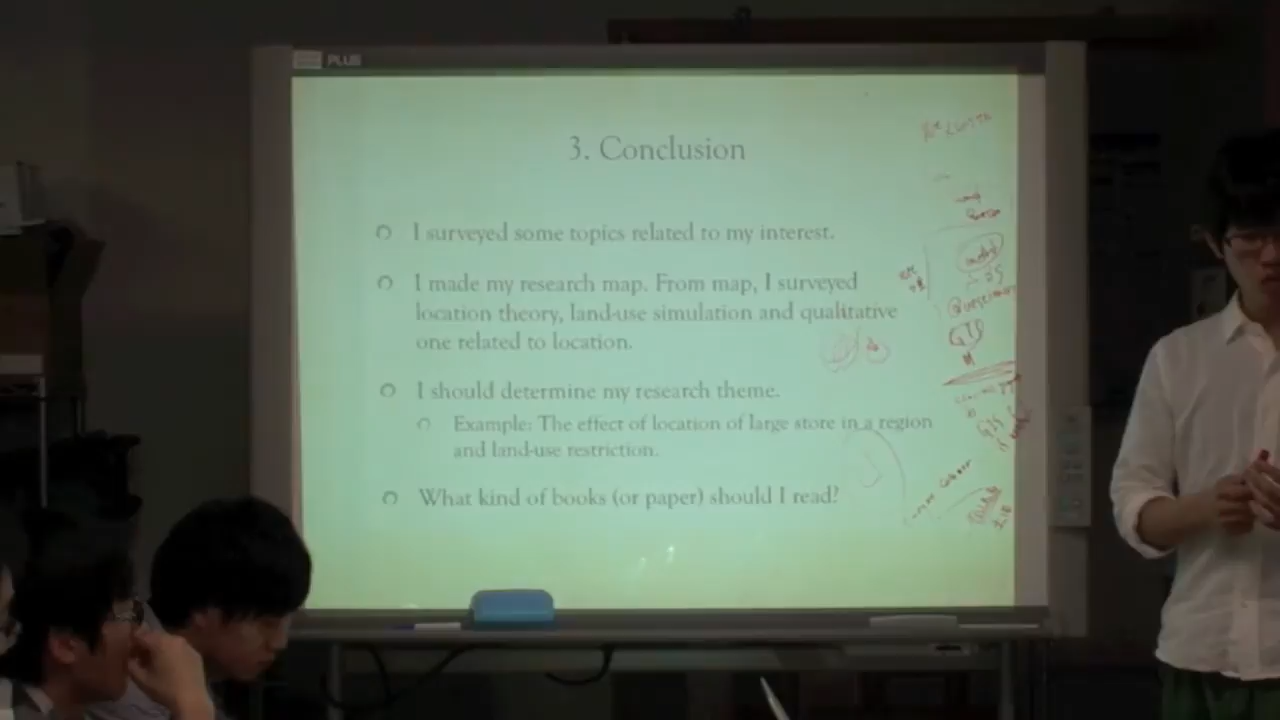 PLUS
3. Conclusion
I surveyed some topics related to my interest.
I made my research map. From map, I surveyed
location theory, land-use simulation and qualitative
one related to location.
I should determine my research theme.
Example: The effect of location of large store in a region
and land-use restriction.
What kind of books (or paper) should I read?
GIS